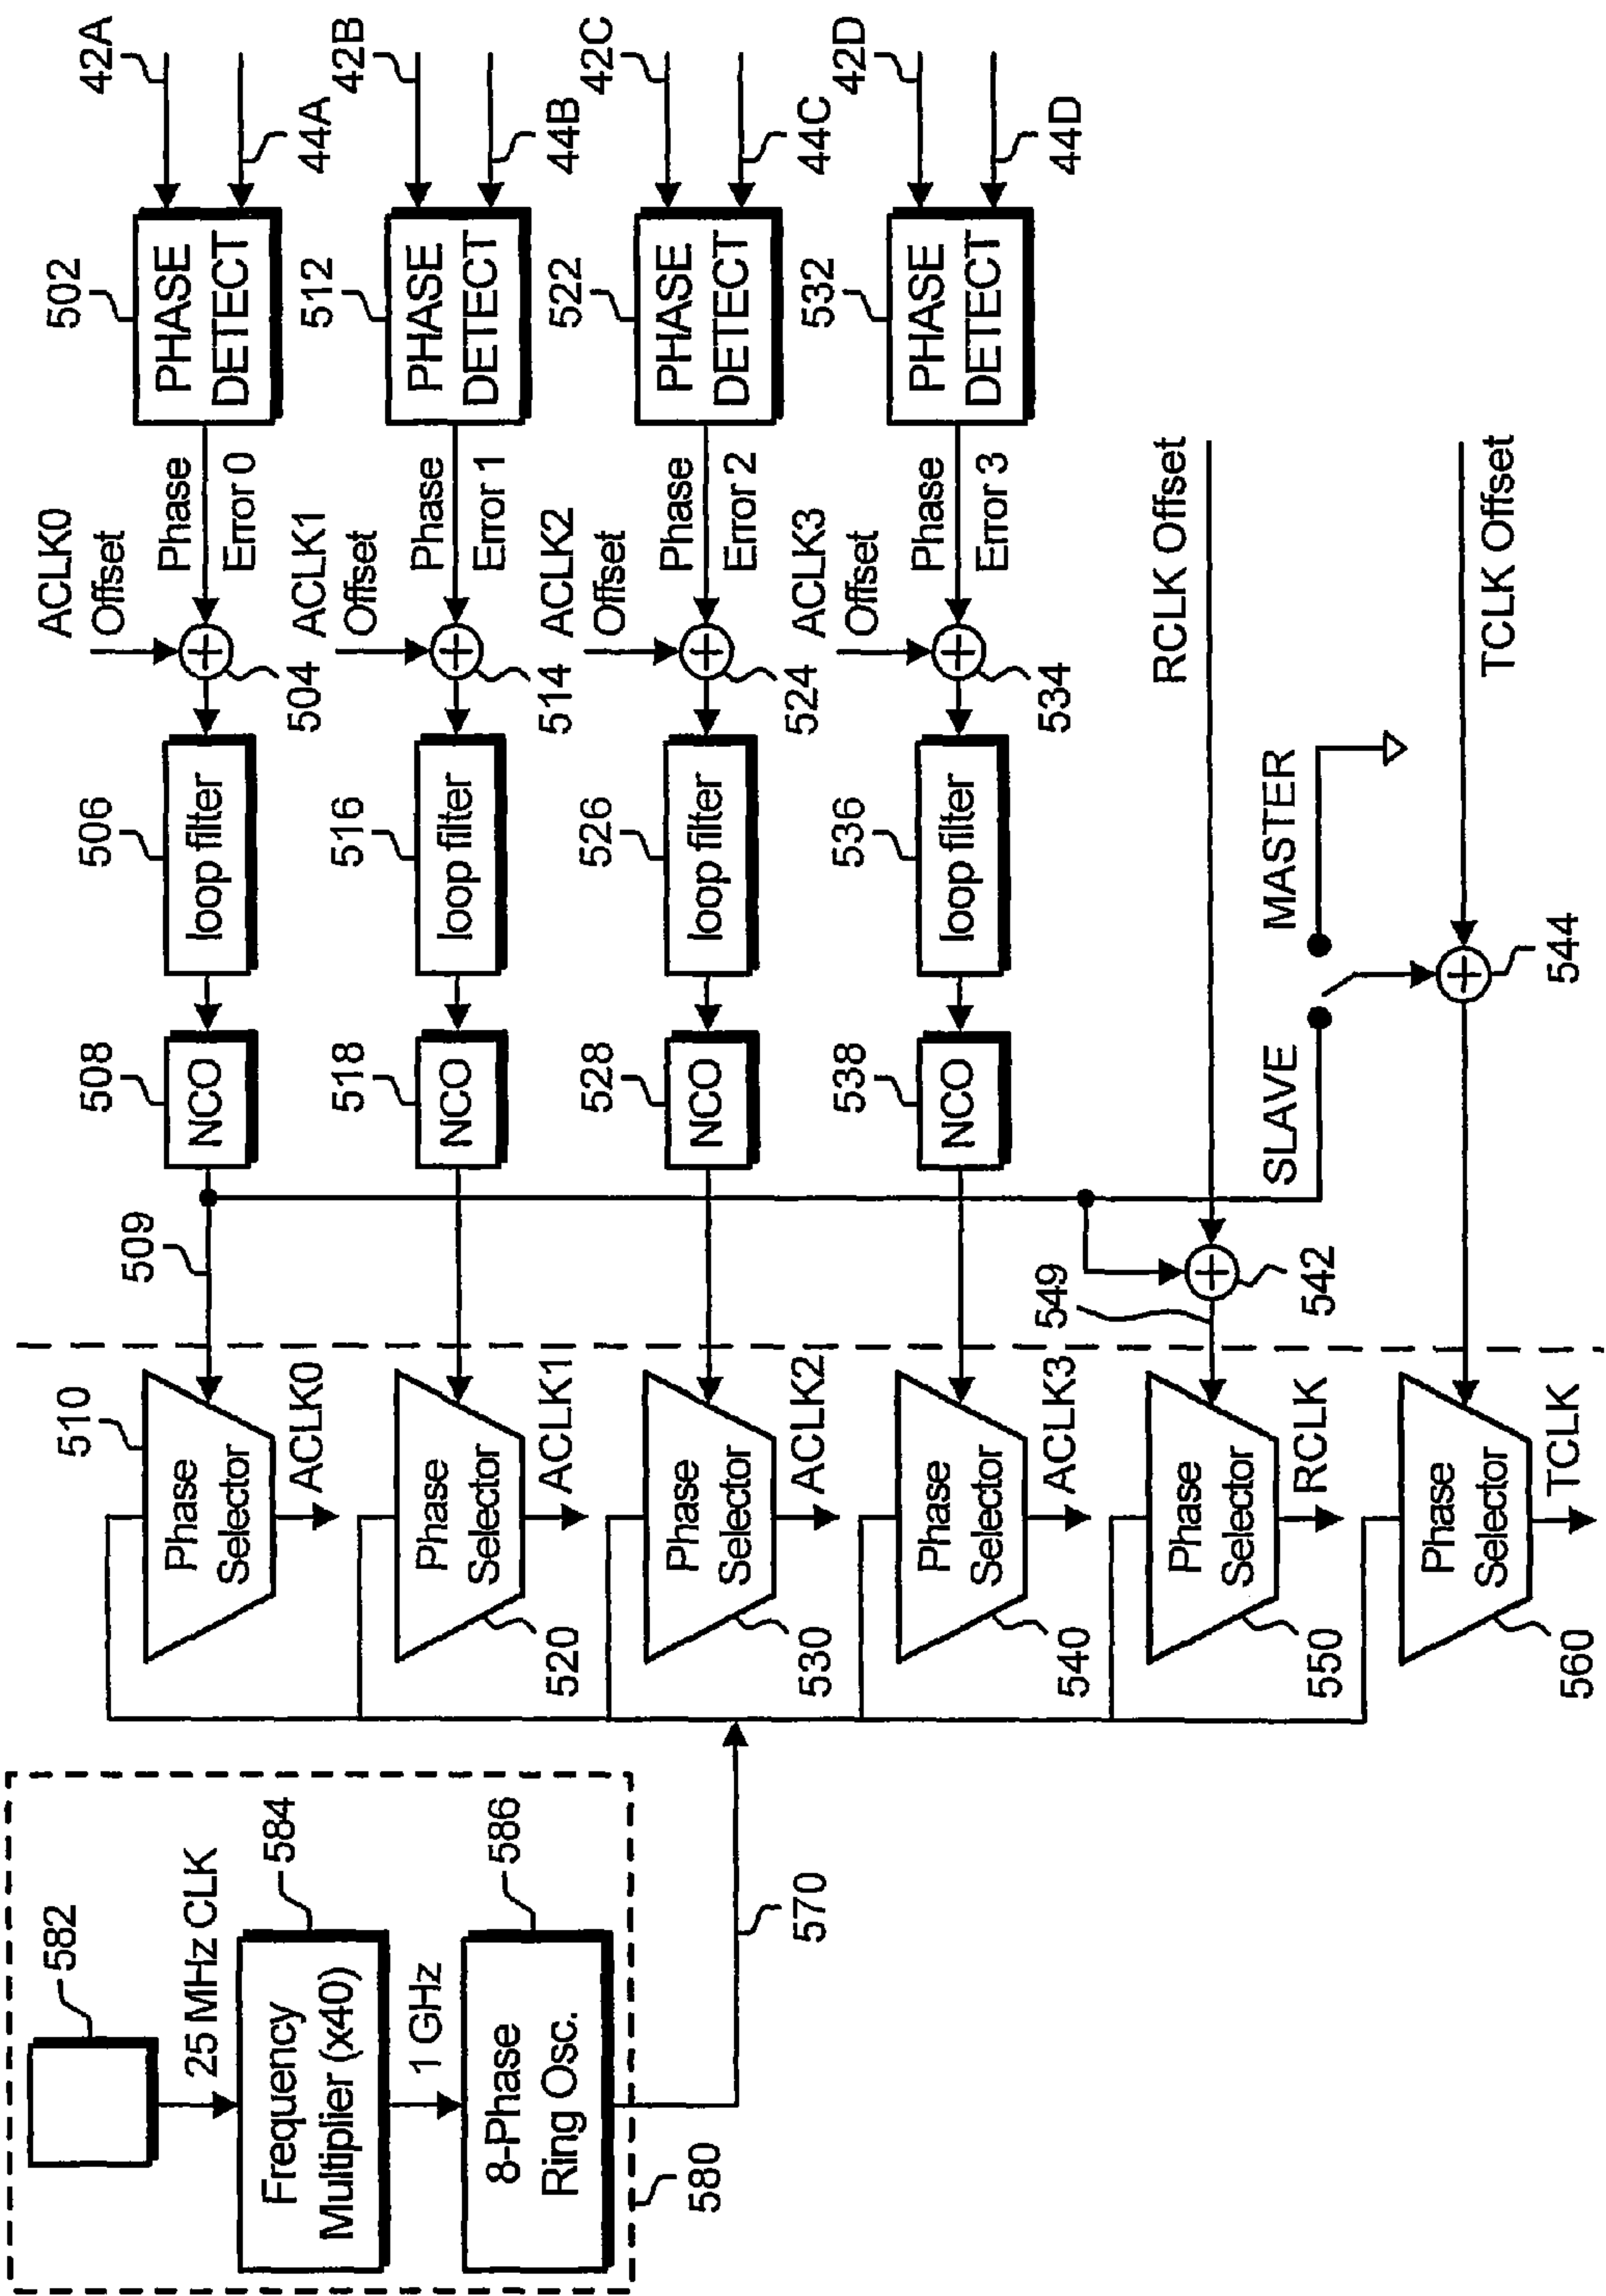 42A
44A
502
PHASE
DETECT
Phase
Error 0
ACLK0
Offset
504
506
loop filter
508
NCO
509
510
Phase
Selector
ACLK0
42B
44B
512
PHASE
DETECT
Phase
Error 1
ACLK1
Offset
514
516
loop filter
518
NCO
Phase
Selector
520
ACLK1
42C
44C
522
PHASE
DETECT
Phase
Error 2
ACLK2
Offset
524
526
loop filter
528
NCO
Phase
Selector
530
ACLK2
42D
44D
532
PHASE
DETECT
Phase
Error 3
ACLK3
Offset
534
536
loop filter
538
NCO
Phase
Selector
540
ACLK3
RCLK Offset
542
549
Phase
Selector
550
RCLK
MASTER
SLAVE
TCLK Offset
544
Phase
Selector
560
TCLK
582
25 MHz CLK
584
Frequency
Multiplier (x40)
1 GHz
586
8-Phase
Ring Osc.
580
570